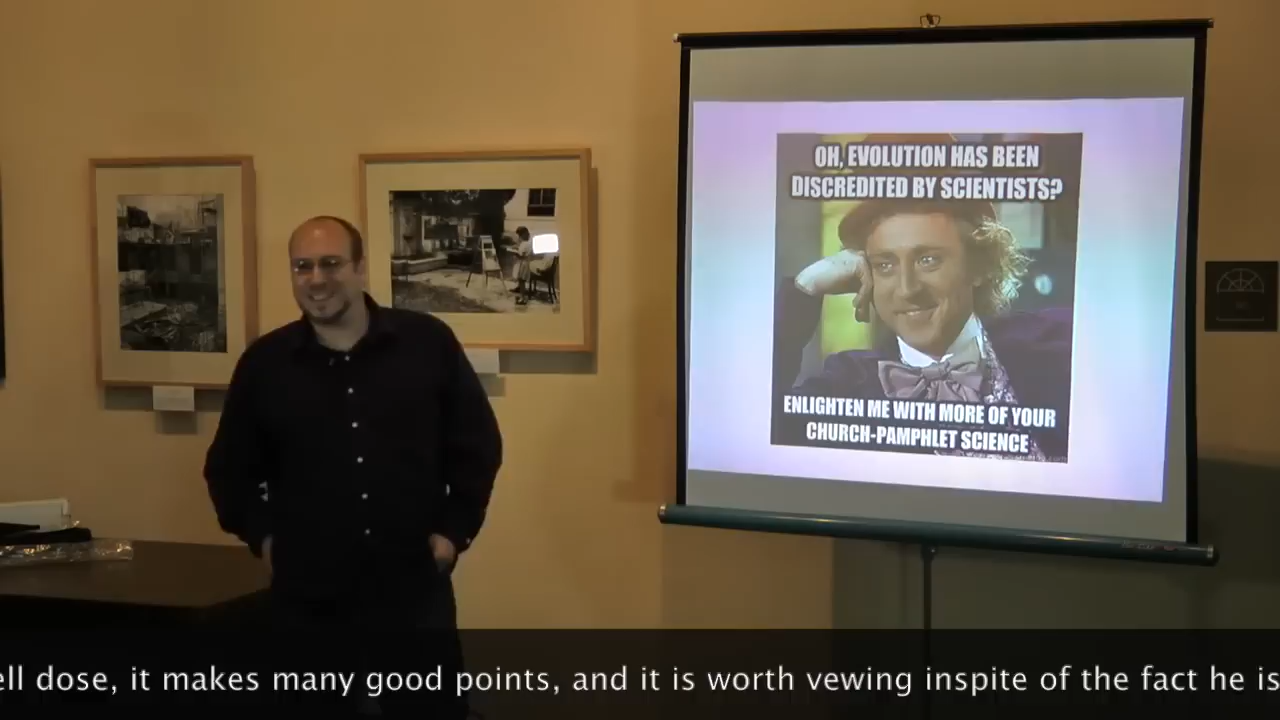 OH, EVOLUTION HAS BEEN
DISCREDITED BY SCIENTISTS?
ENLIGHTEN ME WITH MORE OF YOUR
CHURCH-PAMPHLET SCIENCE
ell dose, it makes many good points, and it is worth vewing inspite of the fact he is